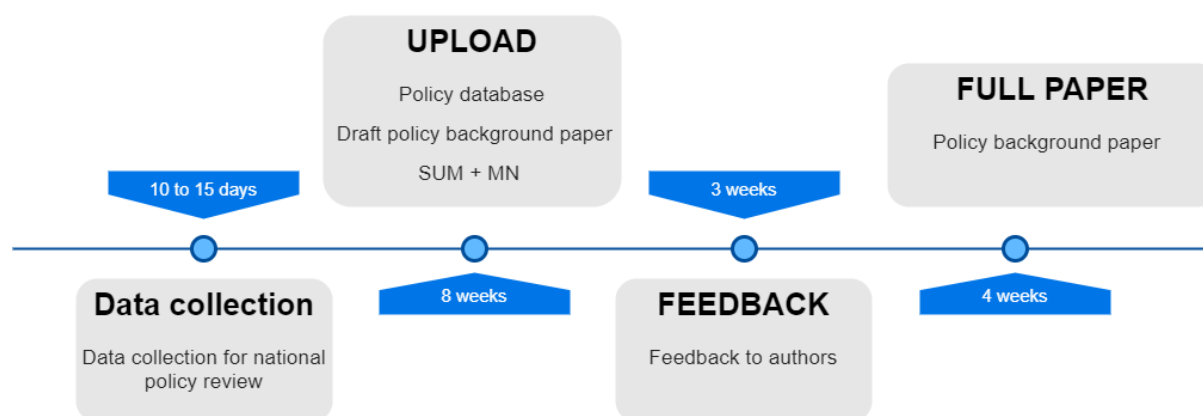 UPLOAD
Policy database
Draft policy background paper
SUM + MN
FULL PAPER
Policy background paper
10 to 15 days
3 weeks
8 weeks
4 weeks
Data collection
Data collection for national
policy review
FEEDBACK
Feedback to authors